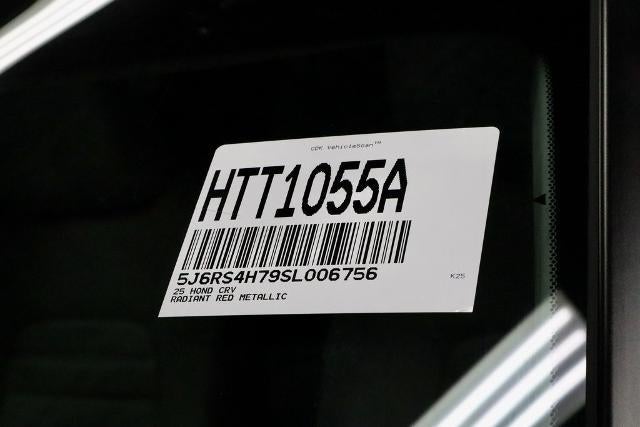 CDK VehicleScan™
HTT1055A
5J6RS4H79SL006756
25 HOND CRV
RADIANT RED METALLIC
K25